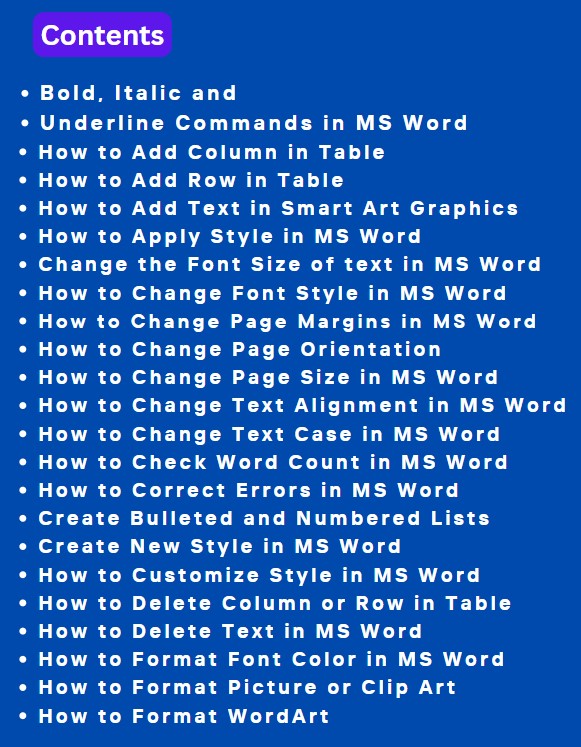 Contents
• Bold, Italic and
• Underline Commands in MS Word
• How to Add Column in Table
• How to Add Row in Table
• How to Add Text in Smart Art Graphics
• How to Apply Style in MS Word
• Change the Font Size of text in MS Word
• How to Change Font Style in MS Word
• How to Change Page Margins in MS Word
• How to Change Page Orientation
• How to Change Page Size in MS Word
• How to Change Text Alignment in MS Word
• How to Change Text Case in MS Word
• How to Check Word Count in MS Word
• How to Correct Errors in MS Word
• Create Bulleted and Numbered Lists
• Create New Style in MS Word
• How to Customize Style in MS Word
• How to Delete Column or Row in Table
• How to Delete Text in MS Word
• How to Format Font Color in MS Word
• How to Format Picture or Clip Art
• How to Format WordArt